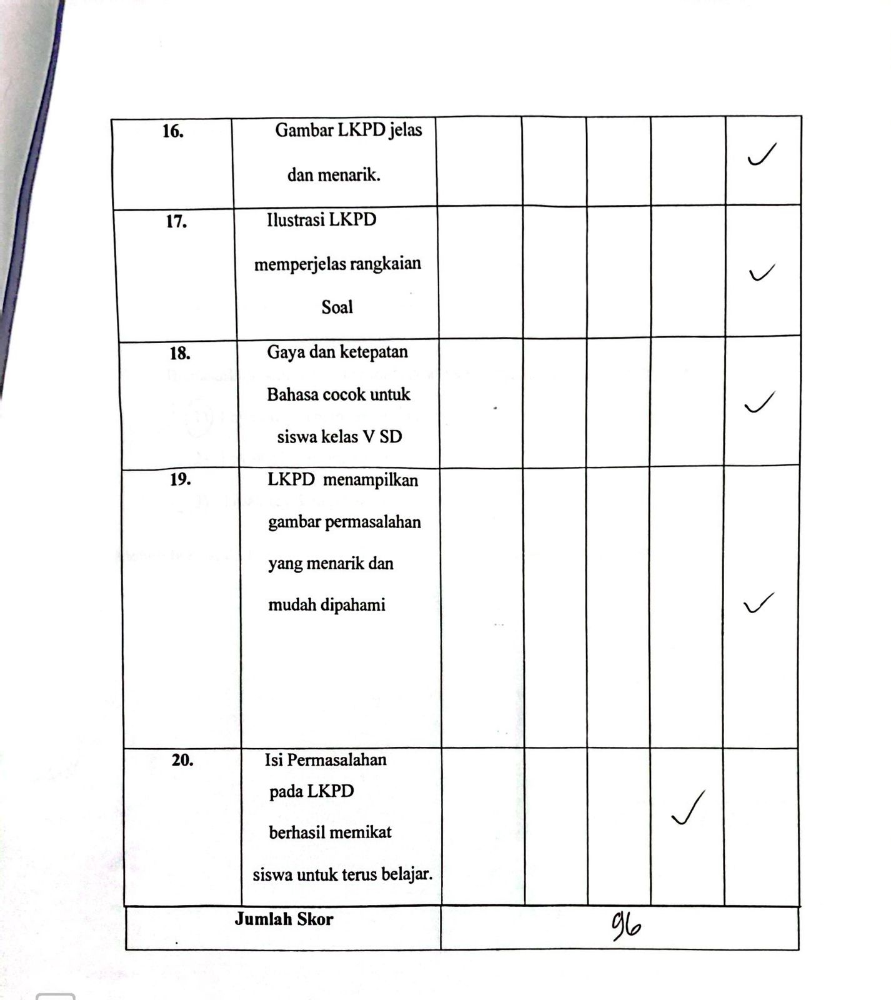 16.
Gambar LKPD jelas
dan menarik.
✓
17.
Ilustrasi LKPD
memperjelas rangkaian
Soal
✓
18.
Gaya dan ketepatan
Bahasa cocok untuk
siswa kelas V SD
✓
19.
LKPD menampilkan
gambar permasalahan
yang menarik dan
mudah dipahami
✓
20.
Isi Permasalahan
pada LKPD
berhasil memikat
siswa untuk terus belajar.
✓
Jumlah Skor
96